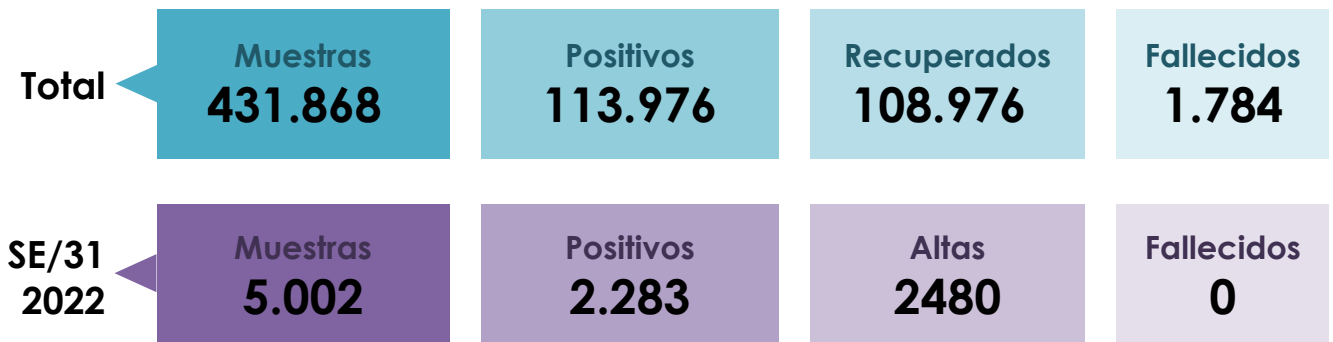 Total
Muestras
431.868
Positivos
113.976
Recuperados
108.976
Fallecidos
1.784
SE/31
2022
Muestras
5.002
Positivos
2.283
Altas
2480
Fallecidos
0